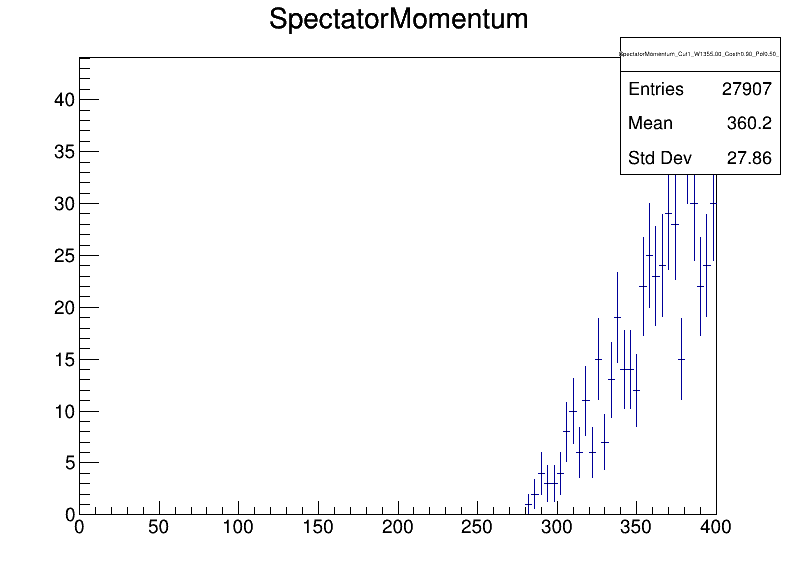 SpectatorMomentum
SpectatorMomentum_Cut1_W1355.00_Costh0.90_Pol0.50_
Entries 27907
Mean 360.2
Std Dev 27.86
40
35
30
25
20
15
10
5
0
0 50 100 150 200 250 300 350 400